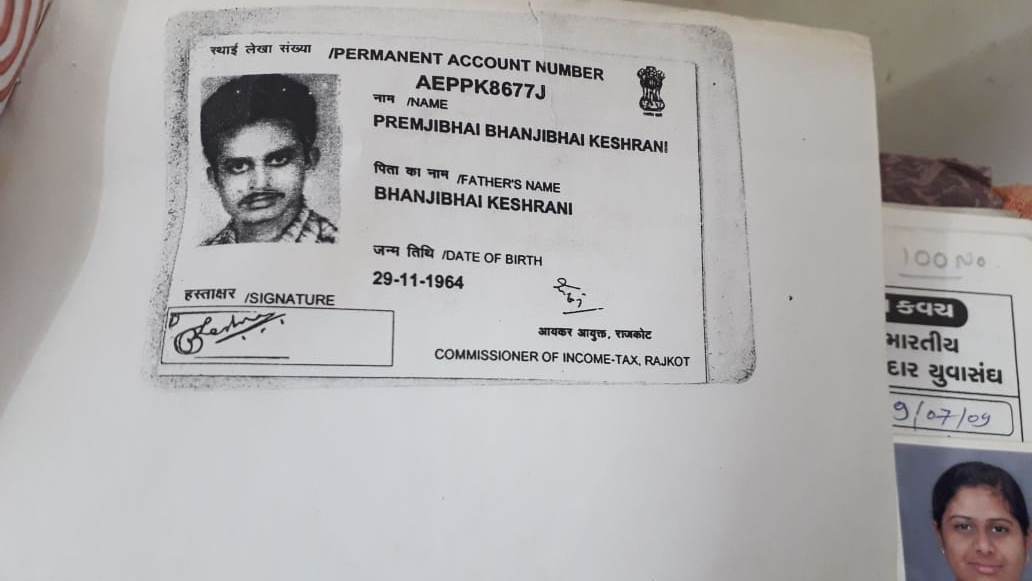 स्थाई लेखा संख्या /PERMANENT ACCOUNT NUMBER
AEPPK8677J
नाम /NAME
PREMJIBHAI BHANJIBHAI KESHRANI
पिता का नाम /FATHER'S NAME
BHANJIBHAI KESHRANI
जन्म तिथि /DATE OF BIRTH
29-11-1964
हस्ताक्षर /SIGNATURE
आयकर आयुक्त, राजकोट
COMMISSIONER OF INCOME-TAX, RAJKOT
100 No
કવચ
ભારતીય
દાર યુવાસંઘ
9/07/09